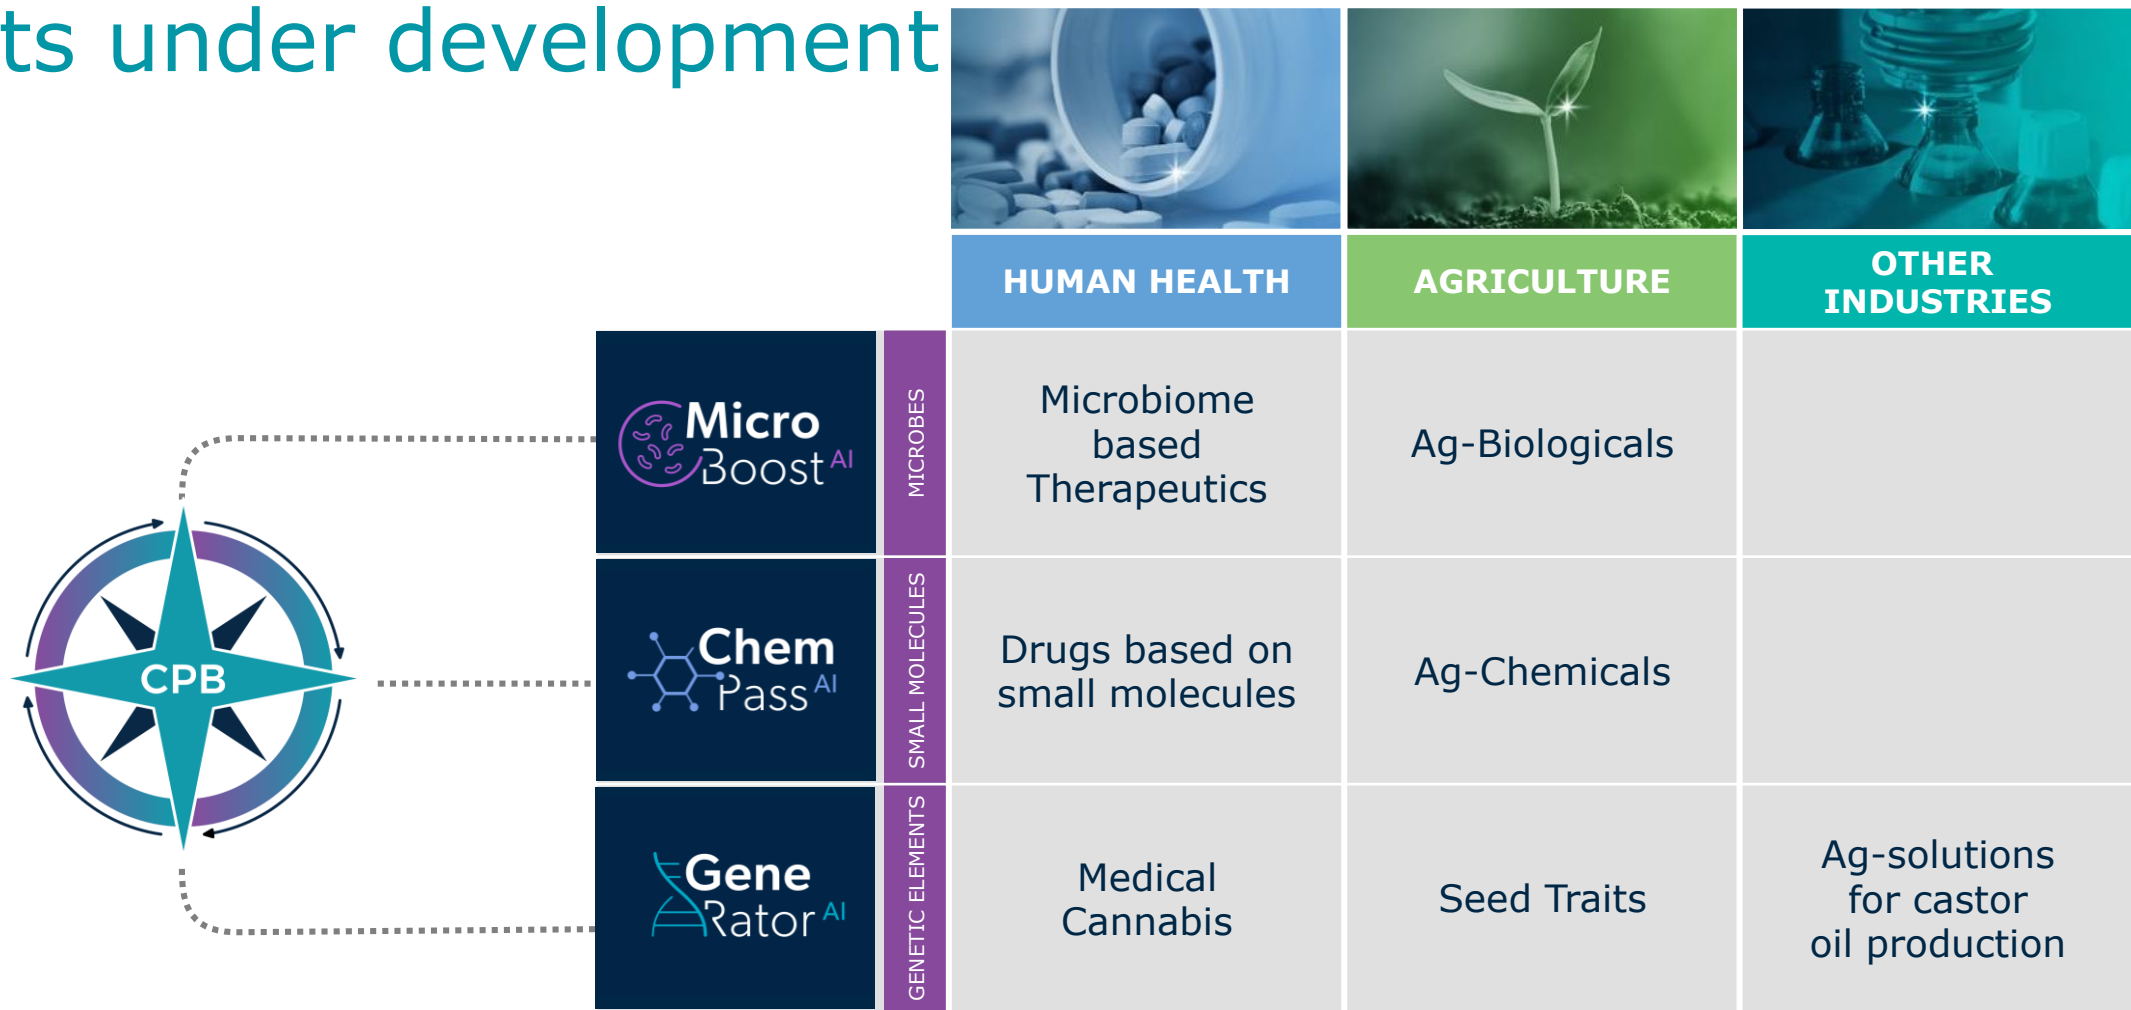 ts under development
HUMAN HEALTH
AGRICULTURE
OTHER
INDUSTRIES
Micro
Boost AI
MICROBES
Microbiome
based
Therapeutics
Ag-Biologicals
CPB
Chem
Pass AI
SMALL MOLECULES
Drugs based on
small molecules
Ag-Chemicals
Gene
Rator AI
GENETIC ELEMENTS
Medical
Cannabis
Seed Traits
Ag-solutions
for castor
oil production